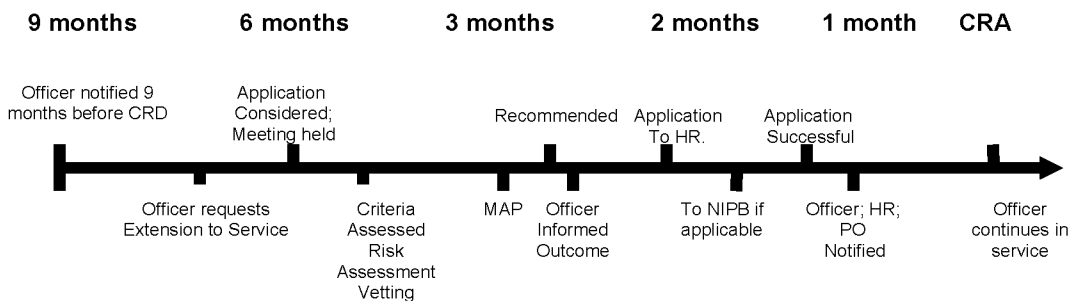 9 months 6 months 3 months 2 months 1 month CRA
Officer notified 9
months before CRD
Application
Considered;
Meeting held
Recommended
Application
To HR.
Application
Successful
Officer requests
Extension to Service
Criteria
Assessed
Risk
Assessment
Vetting
MAP
Officer
Informed
Outcome
To NIPB if
applicable
Officer; HR;
PO
Notified
Officer
continues in
service